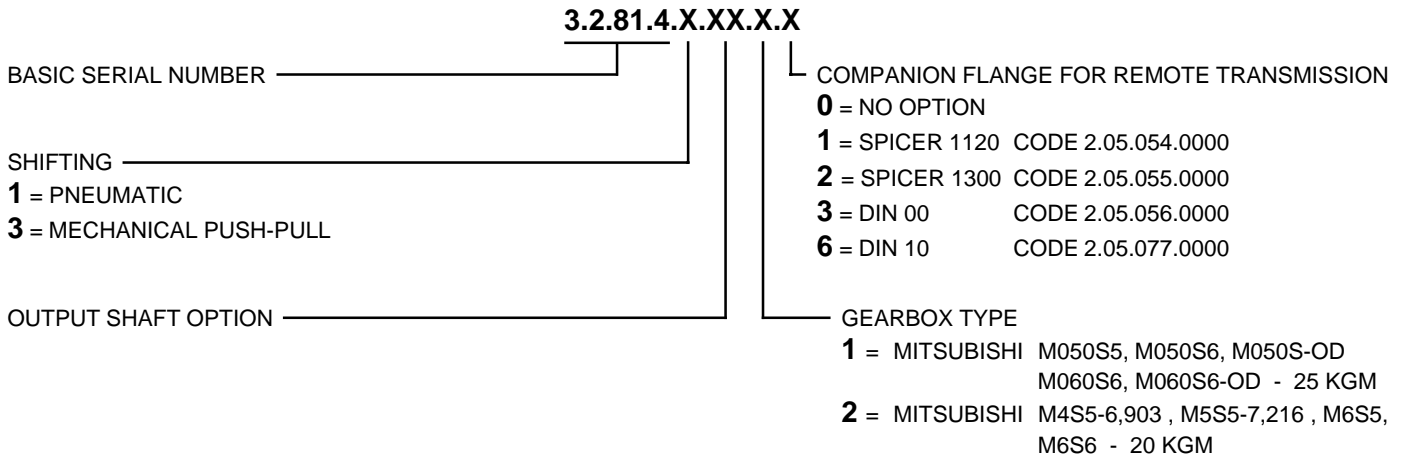 3.2.81.4.X.XX.X.X
BASIC SERIAL NUMBER
SHIFTING
1 = PNEUMATIC
3 = MECHANICAL PUSH-PULL
OUTPUT SHAFT OPTION
COMPANION FLANGE FOR REMOTE TRANSMISSION
0 = NO OPTION
1 = SPICER 1120 CODE 2.05.054.0000
2 = SPICER 1300 CODE 2.05.055.0000
3 = DIN 00 CODE 2.05.056.0000
6 = DIN 10 CODE 2.05.077.0000
GEARBOX TYPE
1 = MITSUBISHI M050S5, M050S6, M050S-OD
M060S6, M060S6-OD - 25 KGM
2 = MITSUBISHI M4S5-6,903 , M5S5-7,216 , M6S5,
M6S6 - 20 KGM